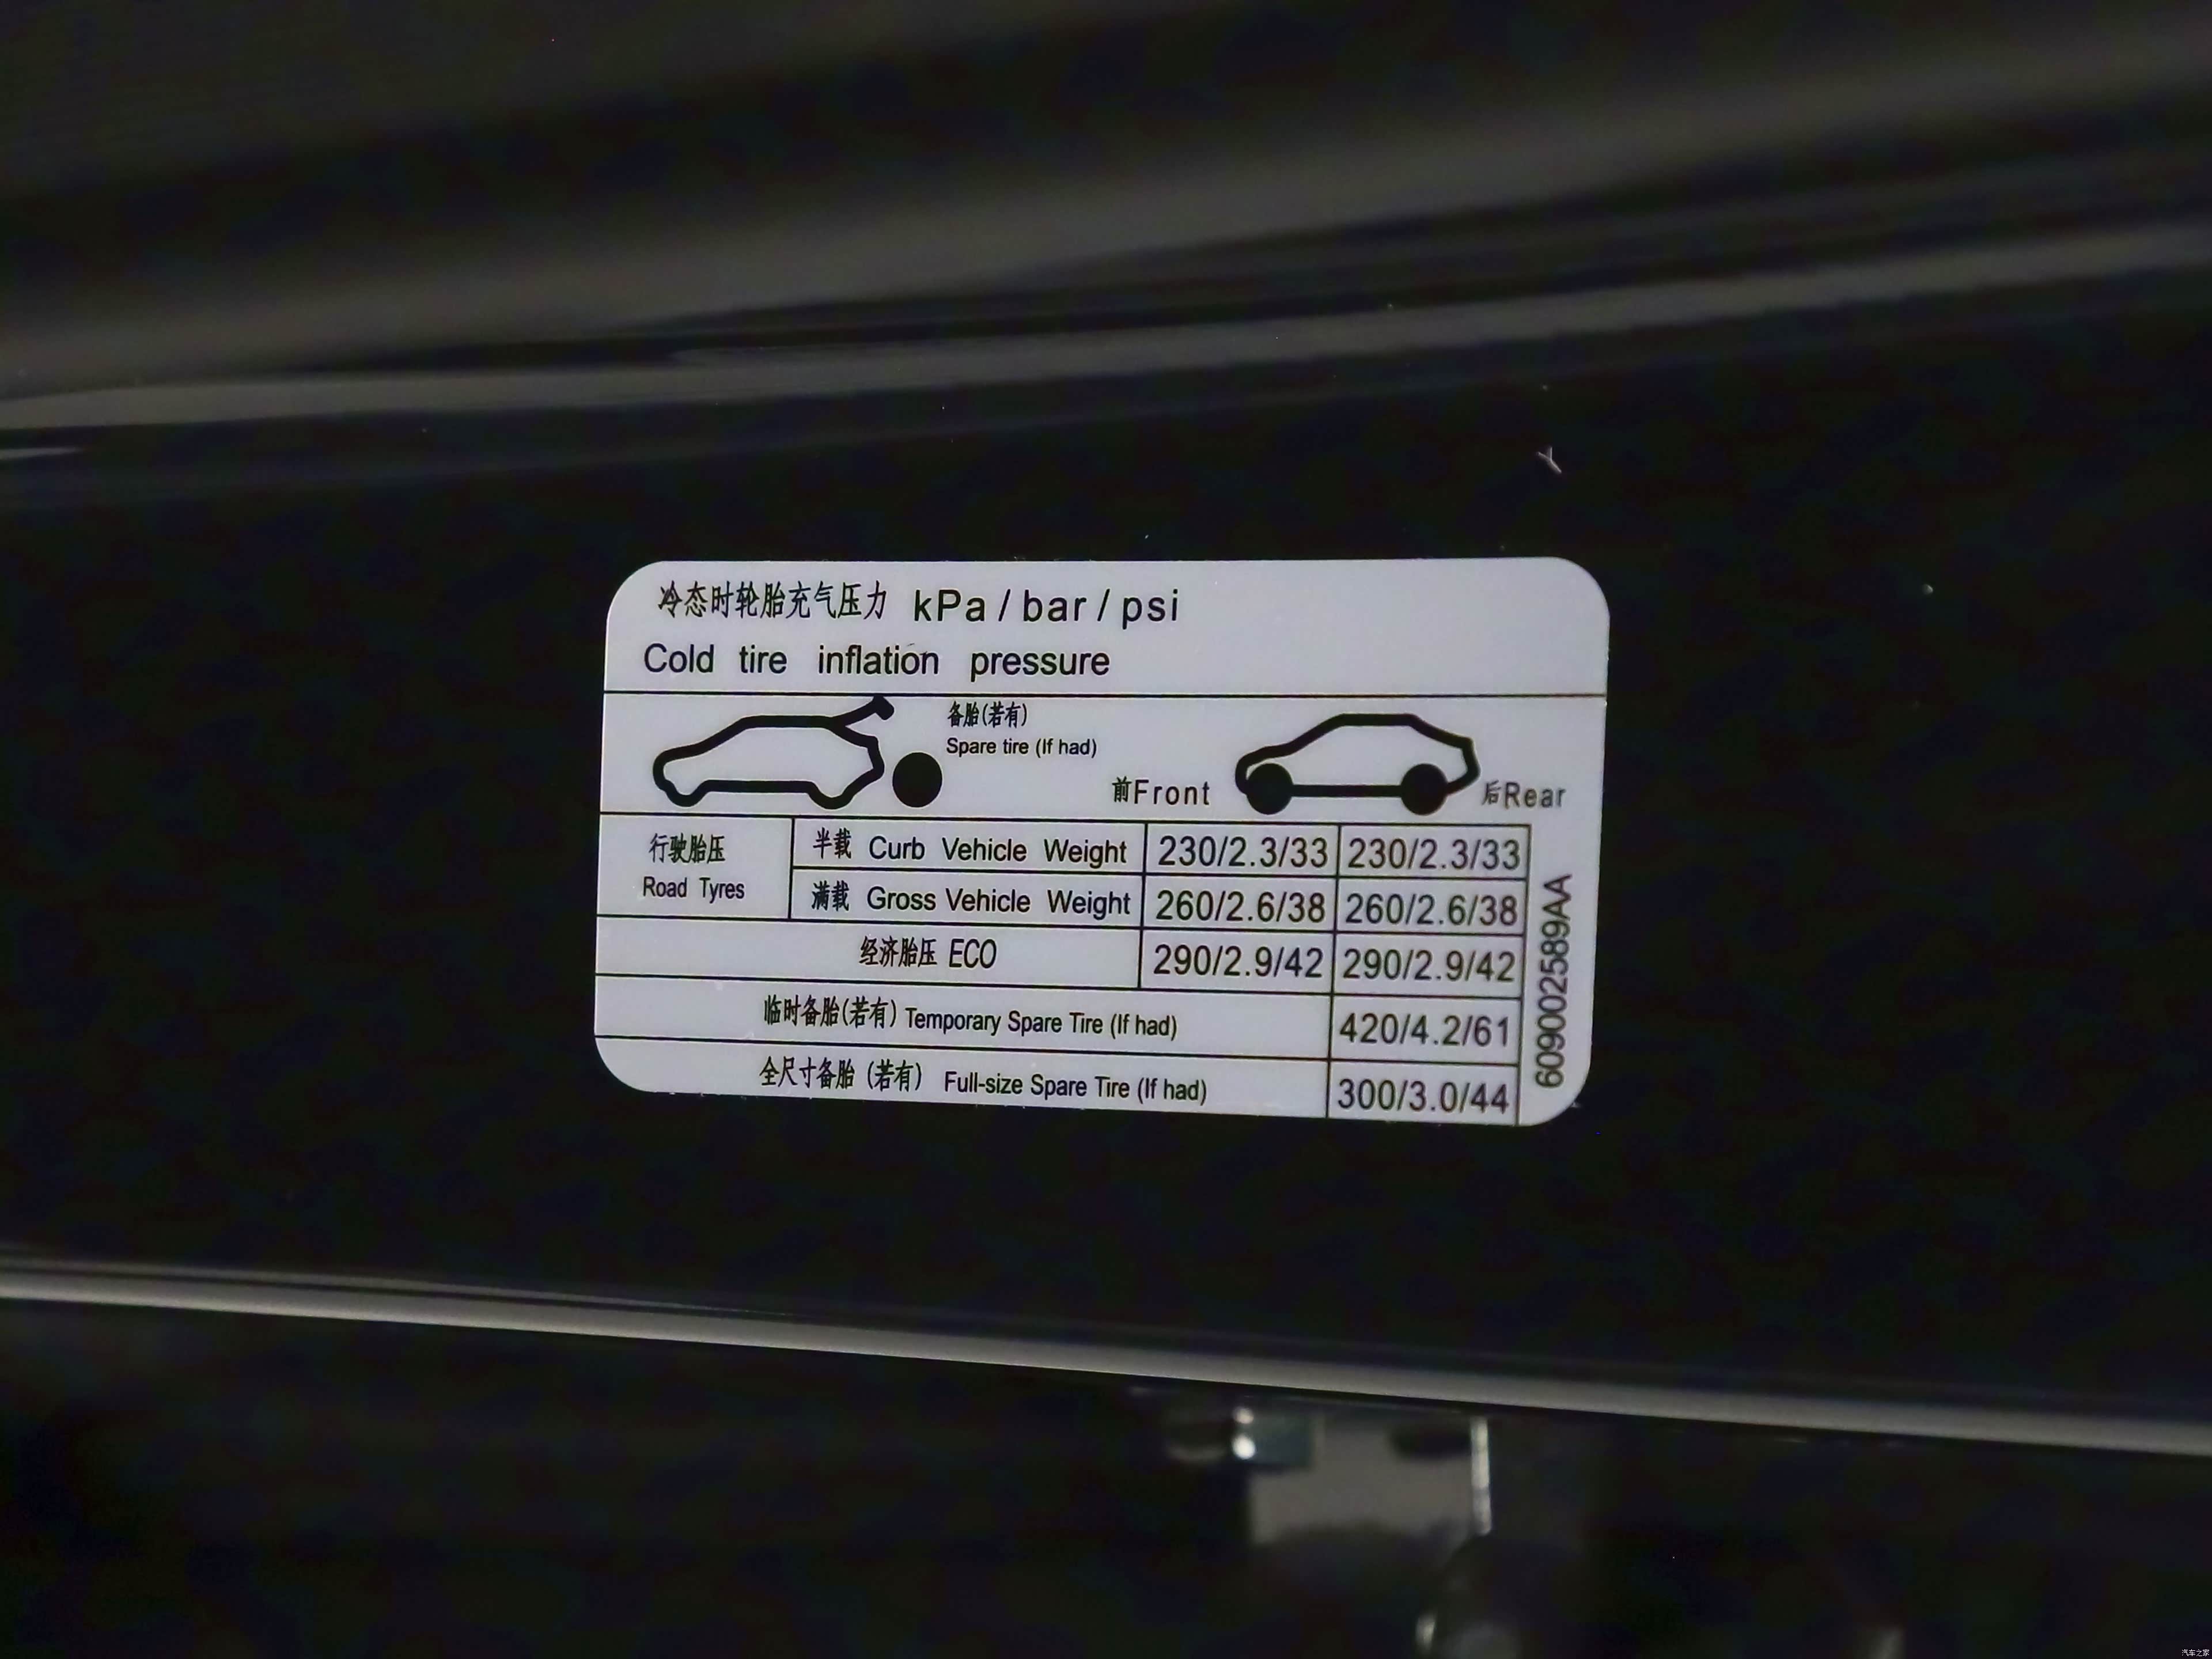 冷态时轮胎充气压力 kPa / bar / psi
Cold tire inflation pressure
备胎(若有)
Spare tire (If had)
前Front
后Rear
行驶胎压
Road Tyres
半载 Curb Vehicle Weight 230/2.3/33 230/2.3/33
满载 Gross Vehicle Weight 260/2.6/38 260/2.6/38
经济胎压 ECO 290/2.9/42 290/2.9/42
临时备胎(若有) Temporary Spare Tire (If had) 420/4.2/61
全尺寸备胎 (若有) Full-size Spare Tire (If had) 300/3.0/44
609002589AA
汽车之家